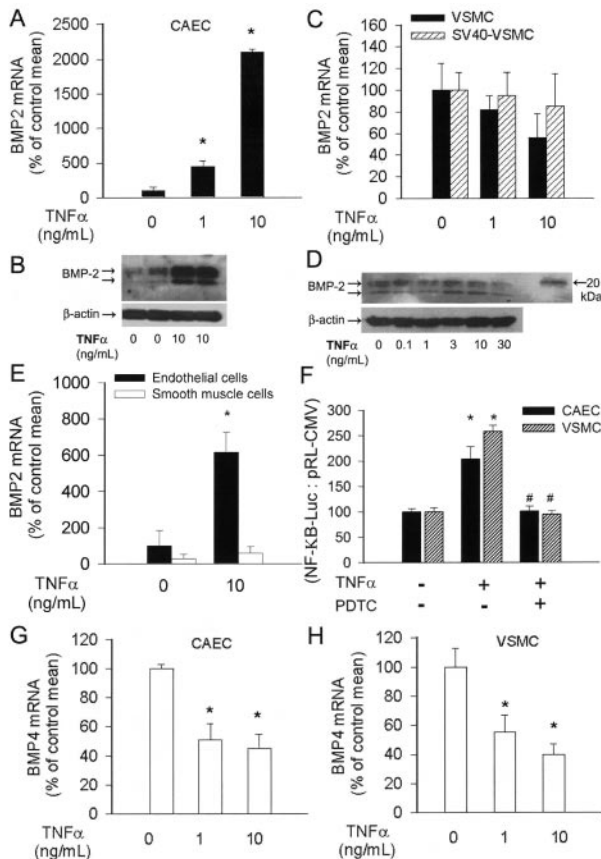 A
CAEC
BMP2 mRNA
(% of control mean)
2500
2000
1500
1000
500
0
*
*
TNFα
(ng/mL)
0 1 10
C
VSMC
SV40-VSMC
BMP2 mRNA
(% of control mean)
200
180
160
140
120
100
80
60
40
20
0
TNFα
(ng/mL)
0 1 10
B
BMP-2
β-actin
TNFα
(ng/mL)
0 0 10 10
D
BMP-2
20
kDa
β-actin
TNFα
(ng/mL)
0 0.1 1 3 10 30
E
Endothelial cells
Smooth muscle cells
BMP2 mRNA
(% of control mean)
1000
800
600
400
200
0
*
TNFα
(ng/mL)
0 10
F
CAEC
VSMC
(NF-KB-Luc : pRL-CMV)
300
250
200
150
100
50
0
* *
# #
TNFα - + +
PDTC - - +
G
CAEC
BMP4 mRNA
(% of control mean)
120
100
80
60
40
20
0
* *
TNFα
(ng/mL)
0 1 10
H
VSMC
BMP4 mRNA
(% of control mean)
120
100
80
60
40
20
0
*
*
TNFα
(ng/mL)
0 1 10